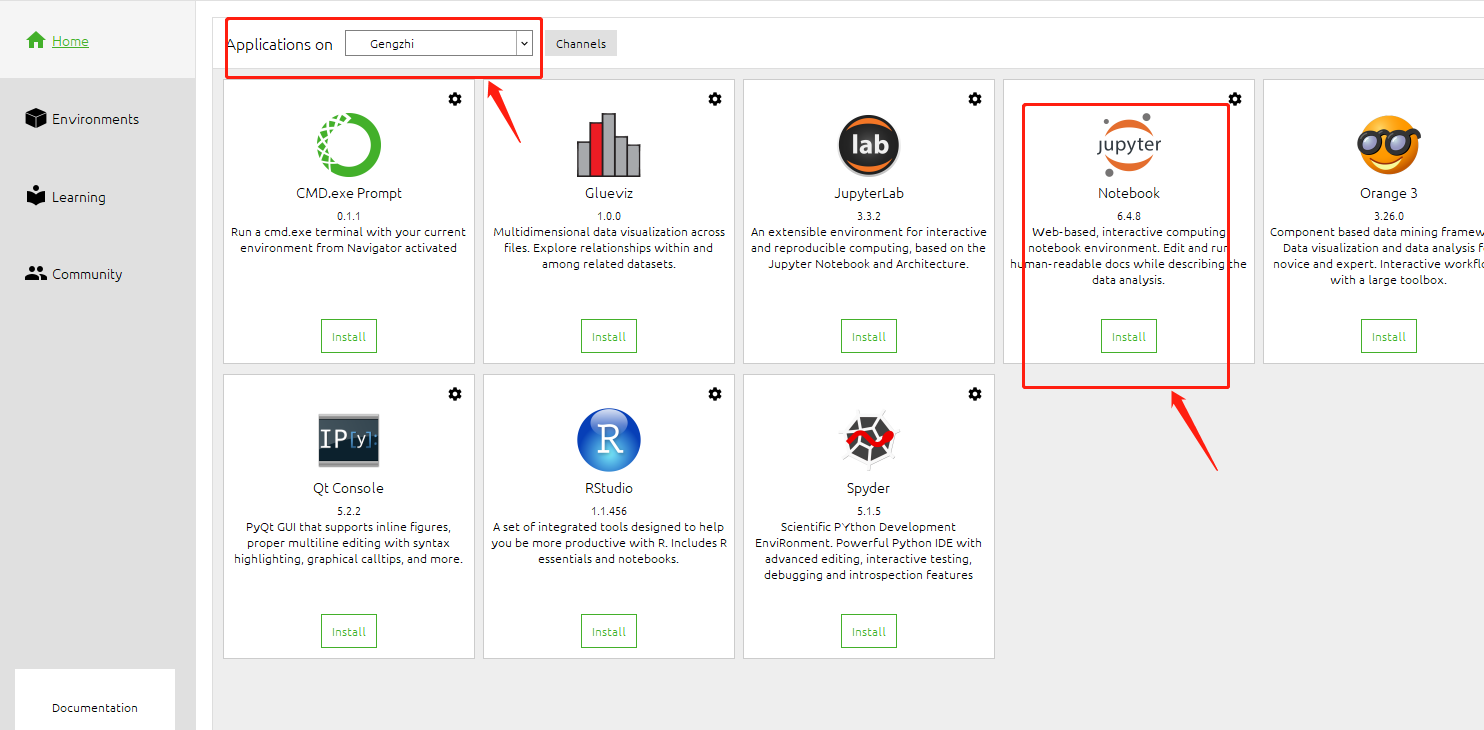 Home
Environments
Learning
Community
Documentation
Applications on
Gengzhi
Channels
CMD.exe Prompt
0.1.1
Run a cmd.exe terminal with your current
environment from Navigator activated
Install
Glueviz
1.0.0
Multidimensional data visualization across
files. Explore relationships within and
among related datasets.
Install
lab
JupyterLab
3.3.2
An extensible environment for interactive
and reproducible computing, based on the
Jupyter Notebook and Architecture.
Install
jupyter
Notebook
6.4.8
Web-based, interactive computing
notebook environment. Edit and run
human-readable docs while describing the
data analysis.
Install
Orange 3
3.26.0
Component based data mining framew
Data visualization and data analysis f
novice and expert. Interactive workflo
with a large toolbox.
Install
IP[y]:
Qt Console
5.2.2
PyQt GUI that supports inline figures,
proper multiline editing with syntax
highlighting, graphical calltips, and more.
Install
R
RStudio
1.1.456
A set of integrated tools designed to help
you be more productive with R. Includes R
essentials and notebooks.
Install
Spyder
5.1.5
Scientific PYthon Development
EnviRonment. Powerful Python IDE with
advanced editing, interactive testing,
debugging and introspection features
Install